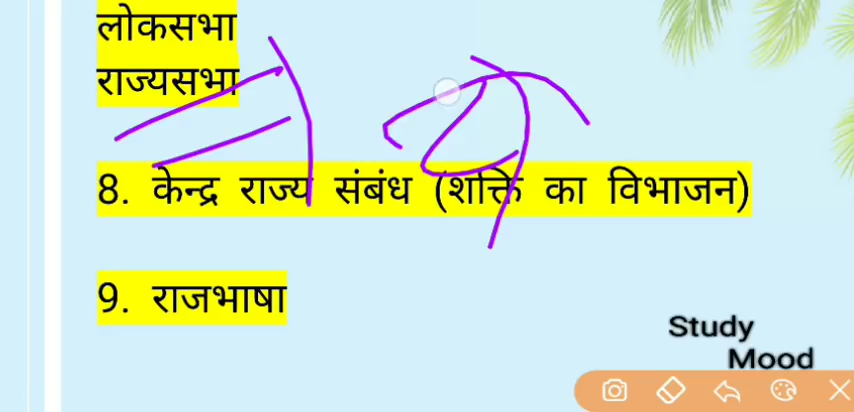 लोकसभा
राज्यसभा
8. केन्द्र राज्य संबंध (शक्ति का विभाजन)
9. राजभाषा
Study
Mood